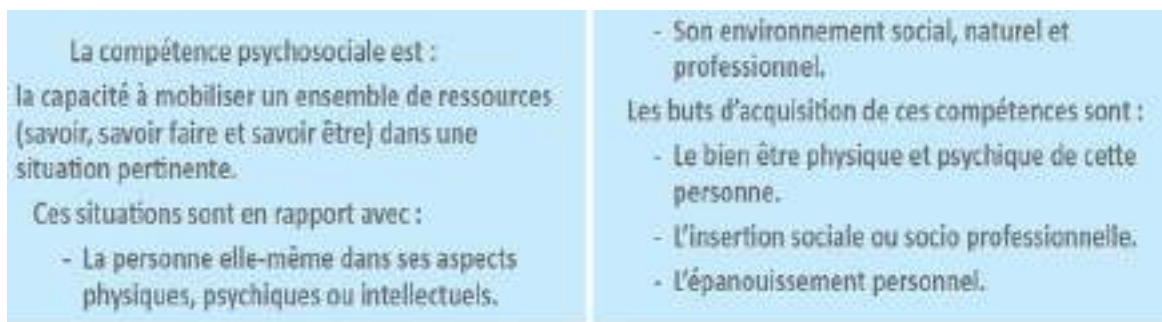 La compétence psychosociale est :
la capacité à mobiliser un ensemble de ressources
(savoir, savoir faire et savoir être) dans une
situation pertinente.
Ces situations sont en rapport avec :
- La personne elle-même dans ses aspects
physiques, psychiques ou intellectuels.
- Son environnement social, naturel et
professionnel.
Les buts d'acquisition de ces compétences sont :
- Le bien être physique et psychique de cette
personne.
- L'insertion sociale ou socio professionnelle.
- L'épanouissement personnel.